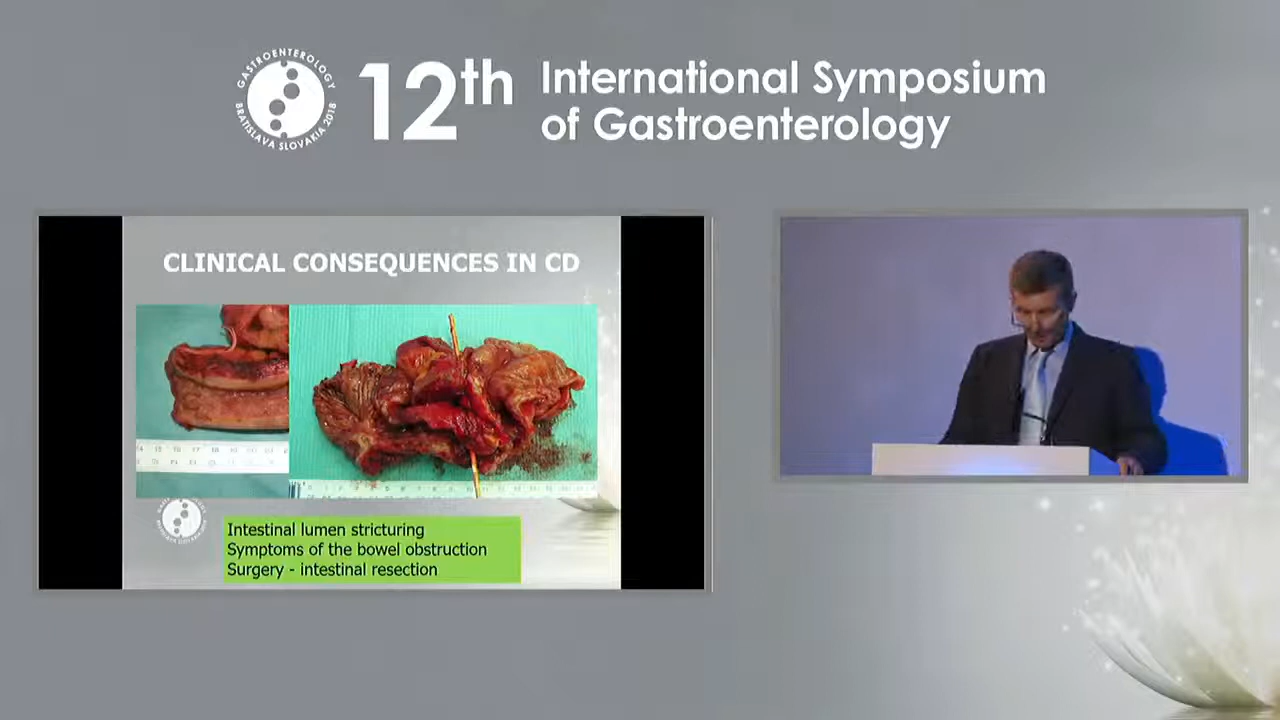 GASTROENTEROLOGY
BRATISLAVA SLOVAKIA 2018
12th
International Symposium
of Gastroenterology
CLINICAL CONSEQUENCES IN CD
Intestinal lumen stricturing
Symptoms of the bowel obstruction
Surgery - intestinal resection